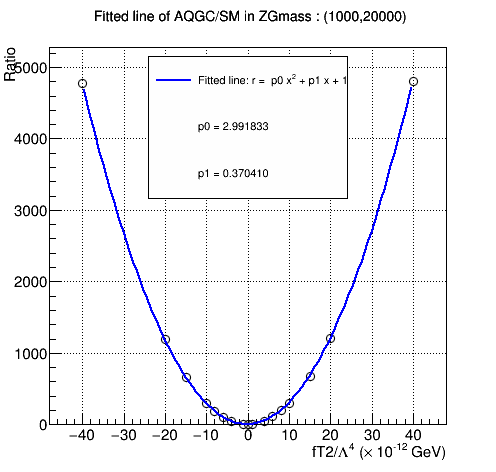 Fitted line of AQGC/SM in ZGmass : (1000,20000)
Ratio
Fitted line: r = p0 x² + p1 x + 1
p0 = 2.991833
p1 = 0.370410
5000
4000
3000
2000
1000
0
−40 −30 −20 −10 0 10 20 30 40
fT2/Λ⁴ (× 10⁻¹² GeV)